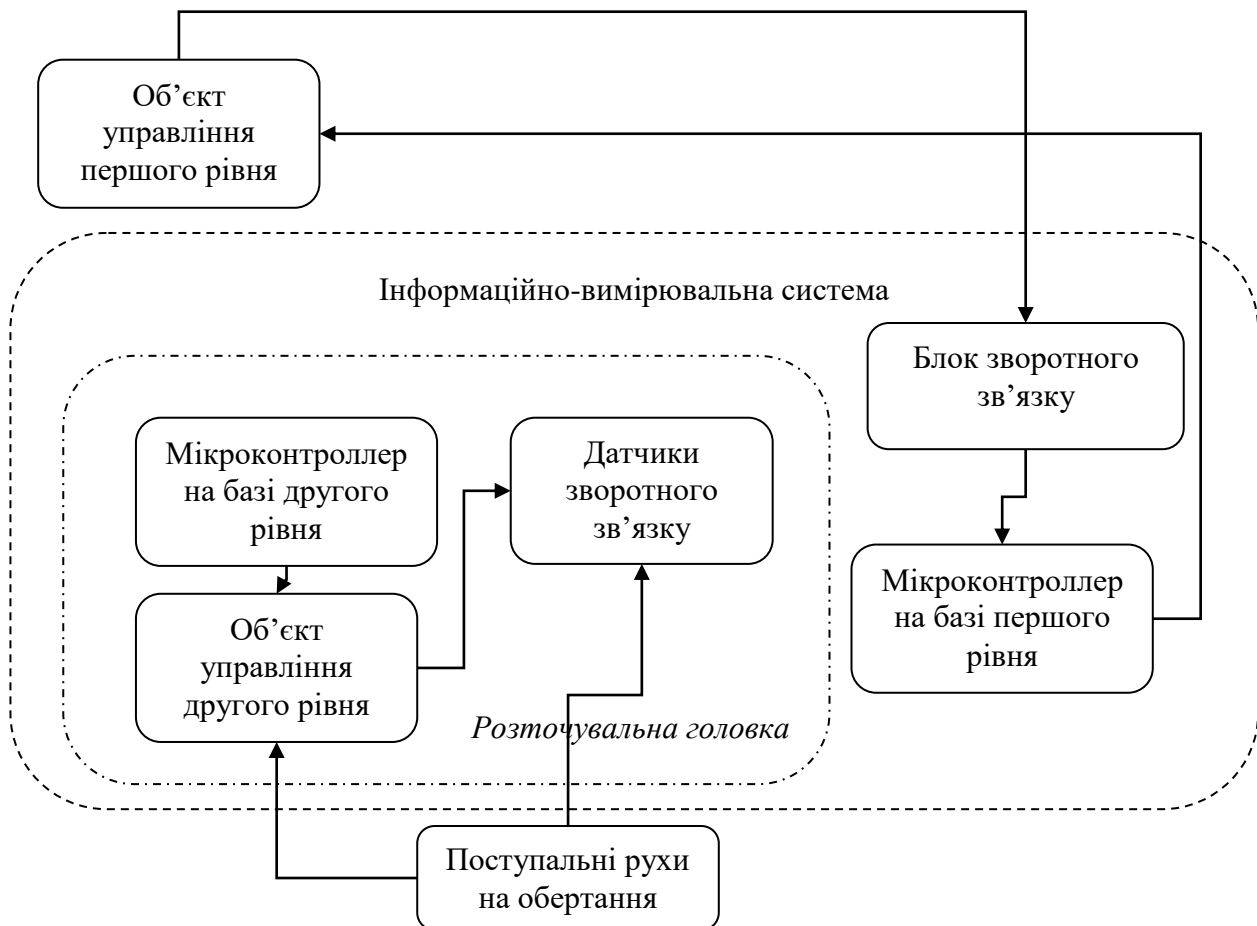 Об’єкт
управління
першого рівня
Інформаційно-вимірювальна система
Блок зворотного
зв’язку
Мікроконтроллер
на базі другого
рівня
Датчики
зворотного
зв’язку
Мікроконтроллер
на базі першого
рівня
Об’єкт
управління
другого рівня
Розточувальна головка
Поступальні рухи
на обертання